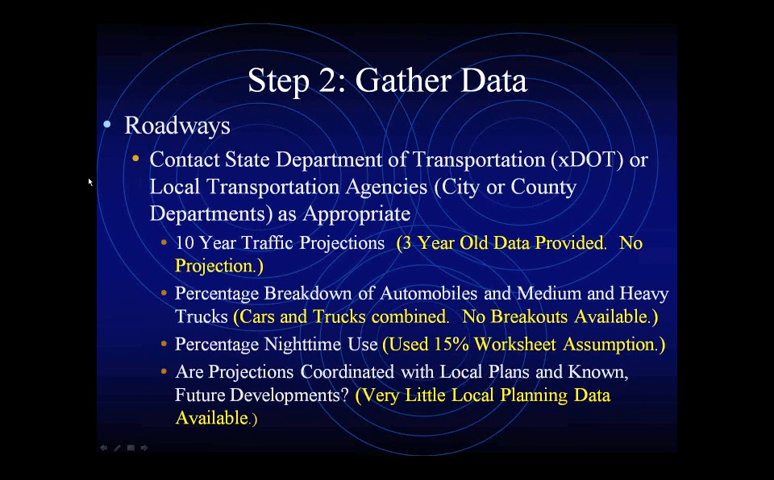 Step 2: Gather Data
• Roadways
• Contact State Department of Transportation (xDOT) or
Local Transportation Agencies (City or County
Departments) as Appropriate
• 10 Year Traffic Projections (3 Year Old Data Provided. No
Projection.)
• Percentage Breakdown of Automobiles and Medium and Heavy
Trucks (Cars and Trucks combined. No Breakouts Available.)
• Percentage Nighttime Use (Used 15% Worksheet Assumption.)
• Are Projections Coordinated with Local Plans and Known,
Future Developments? (Very Little Local Planning Data
Available.)